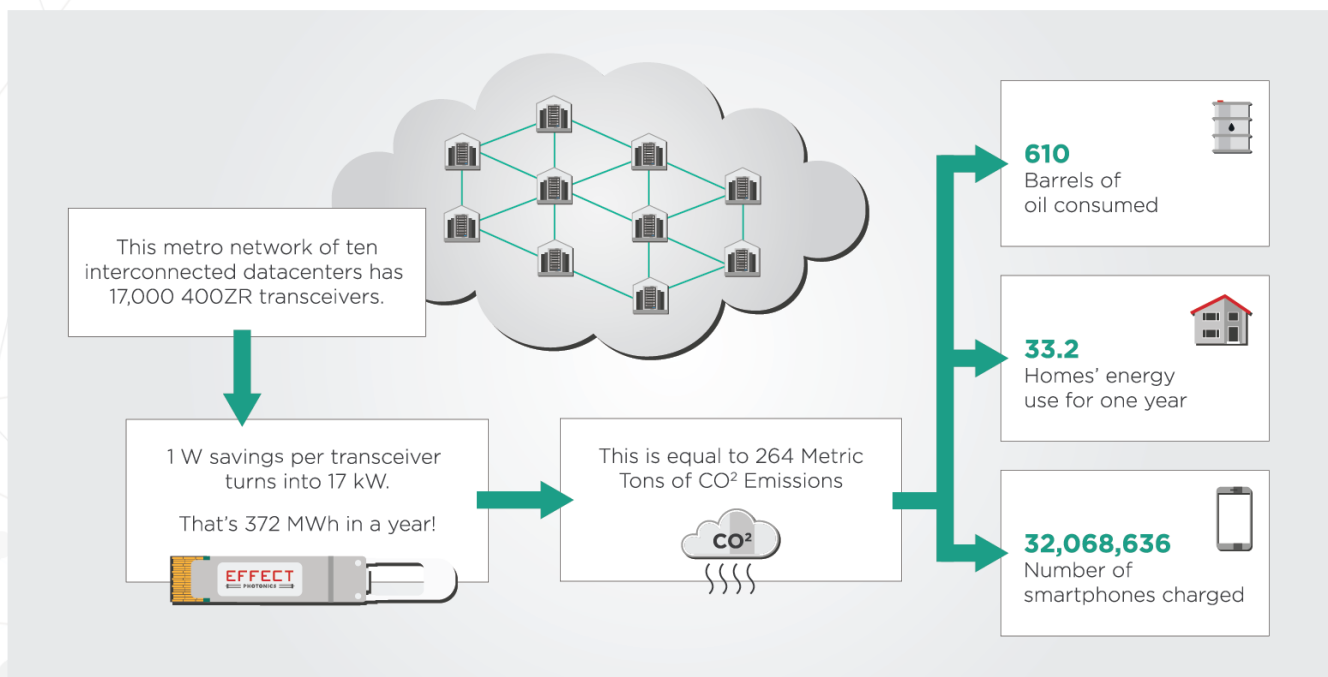 This metro network of ten
interconnected datacenters has
17,000 400ZR transceivers.
1 W savings per transceiver
turns into 17 kW.
That's 372 MWh in a year!
EFFECT
PHOTONICS
This is equal to 264 Metric
Tons of CO² Emissions
CO²
610
Barrels of
oil consumed
33.2
Homes' energy
use for one year
32,068,636
Number of
smartphones charged